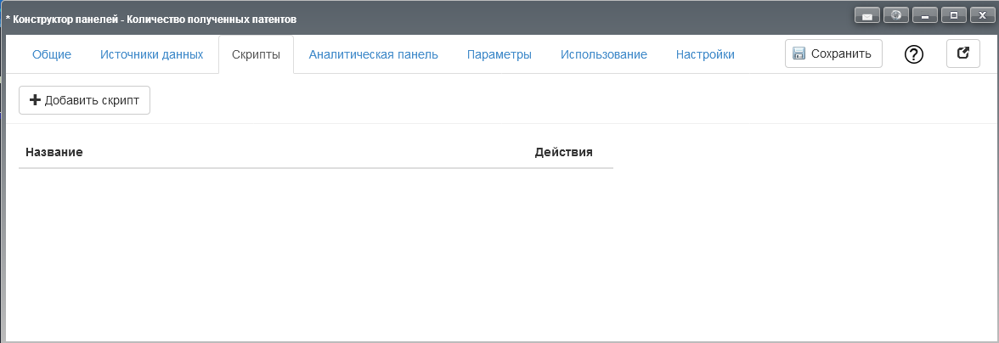 * Конструктор панелей - Количество полученных патентов
Общие Источники данных Скрипты Аналитическая панель Параметры Использование Настройки Сохранить
Добавить скрипт
Название Действия